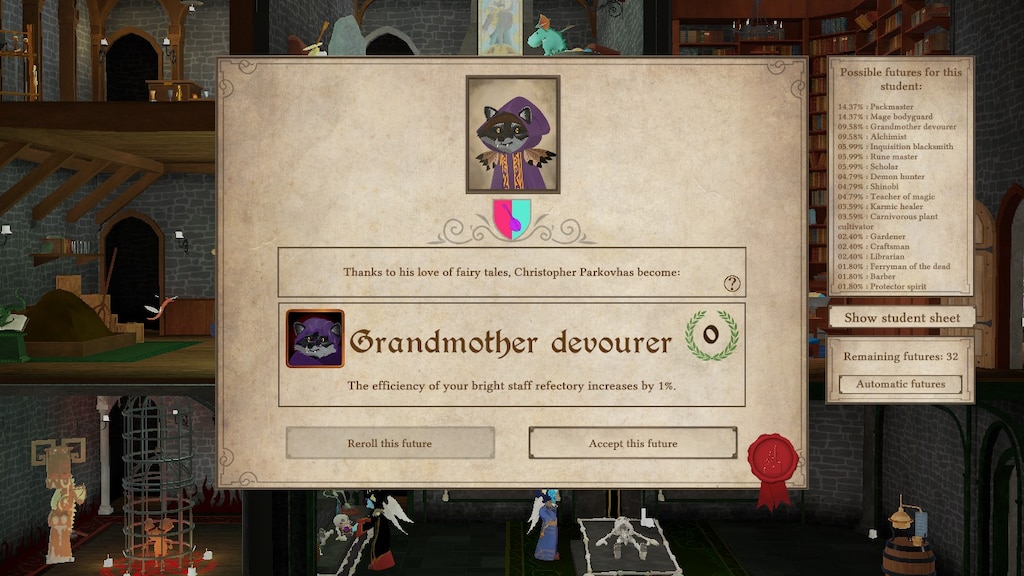 Thanks to his love of fairy tales, Christopher Parkovhas become:
?
Grandmother devourer
0
The efficiency of your bright staff refectory increases by 1%.
Reroll this future
Accept this future
Possible futures for this
student:
14.37% : Packmaster
14.37% : Mage bodyguard
09.58% : Grandmother devourer
09.58% : Alchimist
05.99% : Inquisition blacksmith
05.99% : Rune master
05.99% : Scholar
04.79% : Demon hunter
04.79% : Shinobi
04.79% : Teacher of magic
03.59% : Karmic healer
03.59% : Carnivorous plant
cultivator
02.40% : Gardener
02.40% : Craftsman
02.40% : Librarian
01.80% : Ferryman of the dead
01.80% : Barber
01.80% : Protector spirit
Show student sheet
Remaining futures: 32
Automatic futures